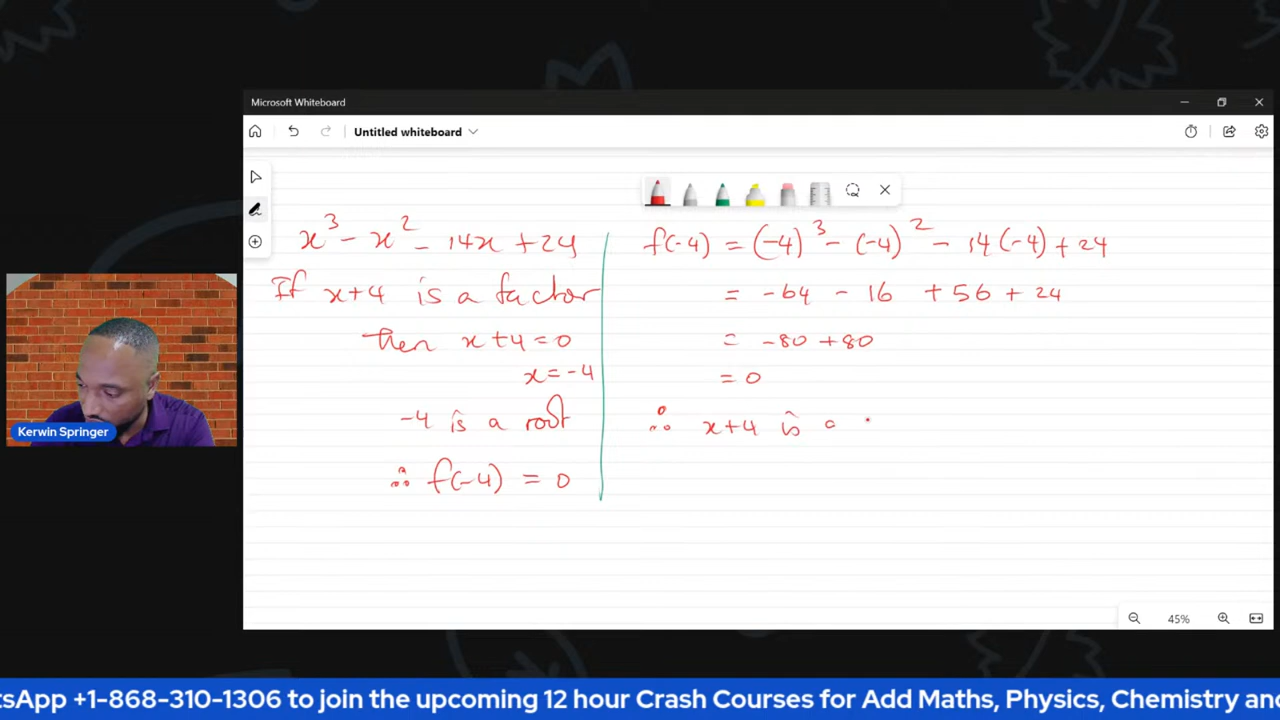 Microsoft Whiteboard
Untitled whiteboard
x³ - x² - 14x + 24
If x+4 is a factor
then x+4=0
x=-4
-4 is a root
∴ f(-4) = 0
f(-4) = (-4)³ - (-4)² - 14(-4) + 24
= -64 - 16 + 56 + 24
= -80 + 80
= 0
∴ x+4 is a
45%
Kerwin Springer
tsApp +1-868-310-1306 to join the upcoming 12 hour Crash Courses for Add Maths, Physics, Chemistry and